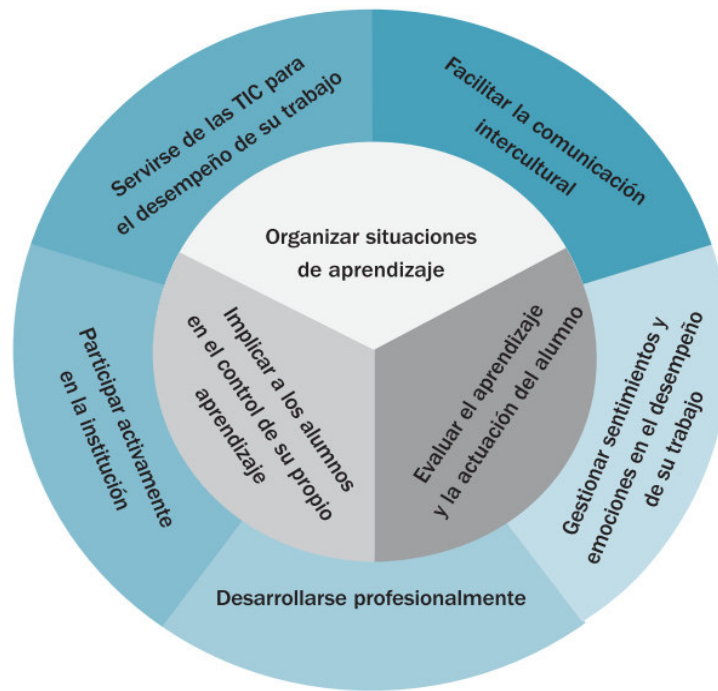 Servirse de las TIC para
el desempeño de su trabajo
Facilitar la comunicación
intercultural
Organizar situaciones
de aprendizaje
Implicar a los alumnos
en el control de su propio
aprendizaje
Evaluar el aprendizaje
y la actuación del alumno
Participar activamente
en la institución
Gestionar sentimientos y
emociones en el desempeño
de su trabajo
Desarrollarse profesionalmente